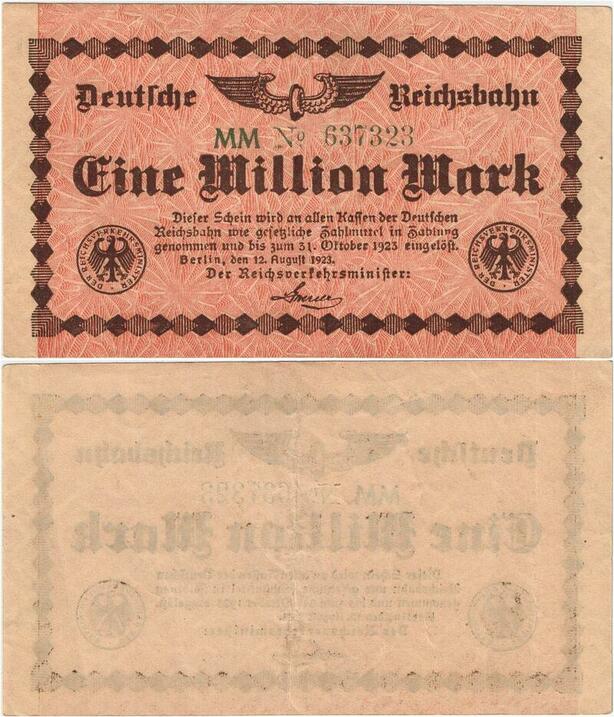 Deutsche Reichsbahn
MM № 637323
Eine Million Mark
Dieser Schein wird an allen Kassen der Deutschen
Reichsbahn wie gesetzliche Zahlmittel in Zahlung
genommen und bis zum 31. Oktober 1923 eingelöst.
Berlin, den 12. August 1923.
Der Reichsverkehrsminister:
DER REICHSVERKEHRSMINISTER
DER REICHSVERKEHRSMINISTER